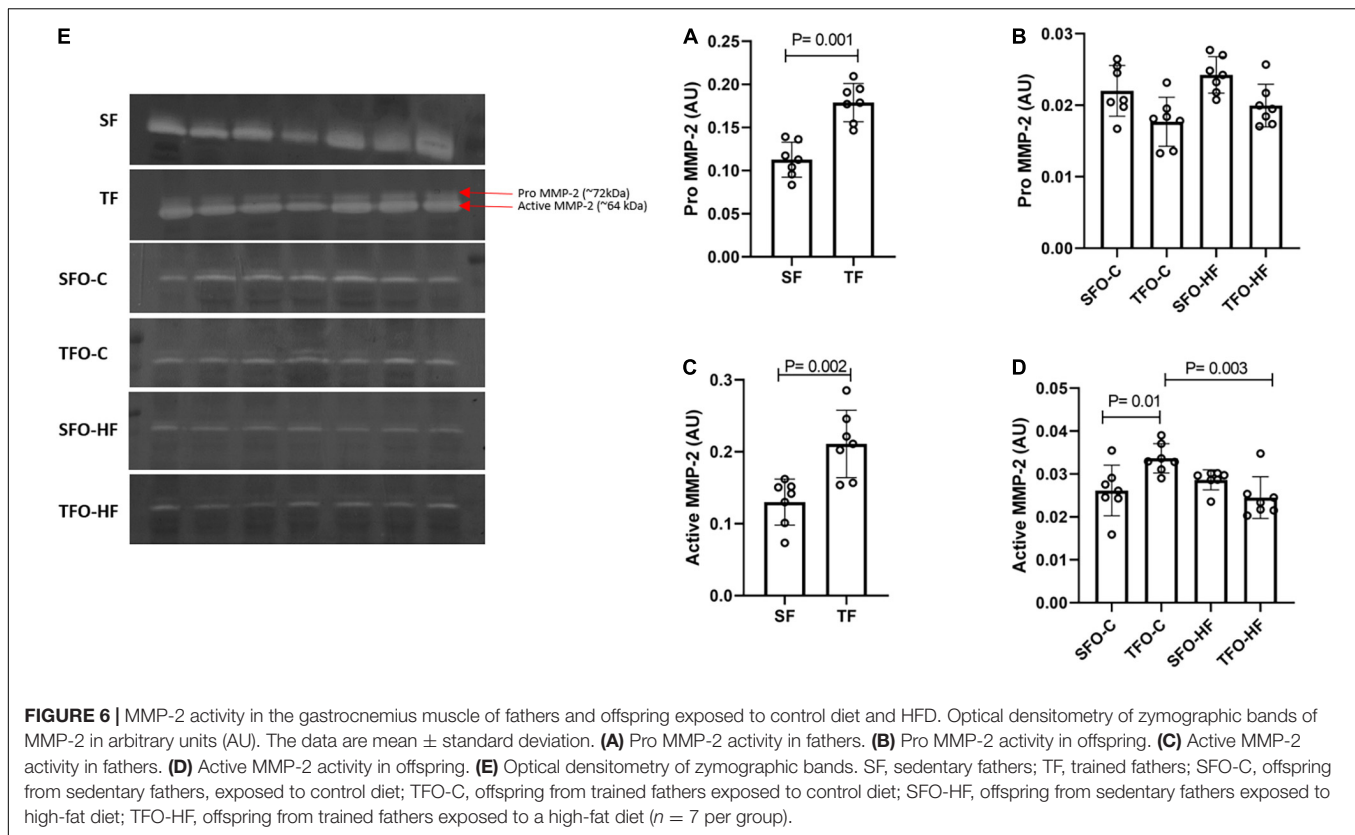 E
SF
TF
Pro MMP-2 (~72kDa)
Active MMP-2 (~64 kDa)
SFO-C
TFO-C
SFO-HF
TFO-HF
A
P= 0.001
Pro MMP-2 (AU)
0.25
0.20
0.15
0.10
0.05
0.00
SF TF
B
Pro MMP-2 (AU)
0.03
0.02
0.01
0.00
SFO-C TFO-C SFO-HF TFO-HF
C
P= 0.002
Active MMP-2 (AU)
0.3
0.2
0.1
0.0
SF TF
D
P= 0.003
P= 0.01
Active MMP-2 (AU)
0.05
0.04
0.03
0.02
0.01
0.00
SFO-C TFO-C SFO-HF TFO-HF
FIGURE 6 | MMP-2 activity in the gastrocnemius muscle of fathers and offspring exposed to control diet and HFD. Optical densitometry of zymographic bands of
MMP-2 in arbitrary units (AU). The data are mean ± standard deviation. (A) Pro MMP-2 activity in fathers. (B) Pro MMP-2 activity in offspring. (C) Active MMP-2
activity in fathers. (D) Active MMP-2 activity in offspring. (E) Optical densitometry of zymographic bands. SF, sedentary fathers; TF, trained fathers; SFO-C, offspring
from sedentary fathers, exposed to control diet; TFO-C, offspring from trained fathers exposed to control diet; SFO-HF, offspring from sedentary fathers exposed to
high-fat diet; TFO-HF, offspring from trained fathers exposed to a high-fat diet (n = 7 per group).